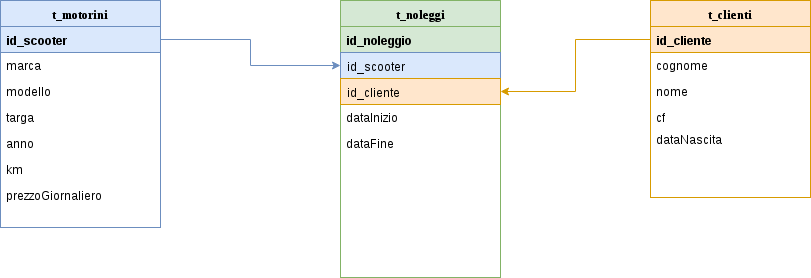 t_motorini
id_scooter
marca
modello
targa
anno
km
prezzoGiornaliero
t_noleggi
id_noleggio
id_scooter
id_cliente
dataInizio
dataFine
t_clienti
id_cliente
cognome
nome
cf
dataNascita